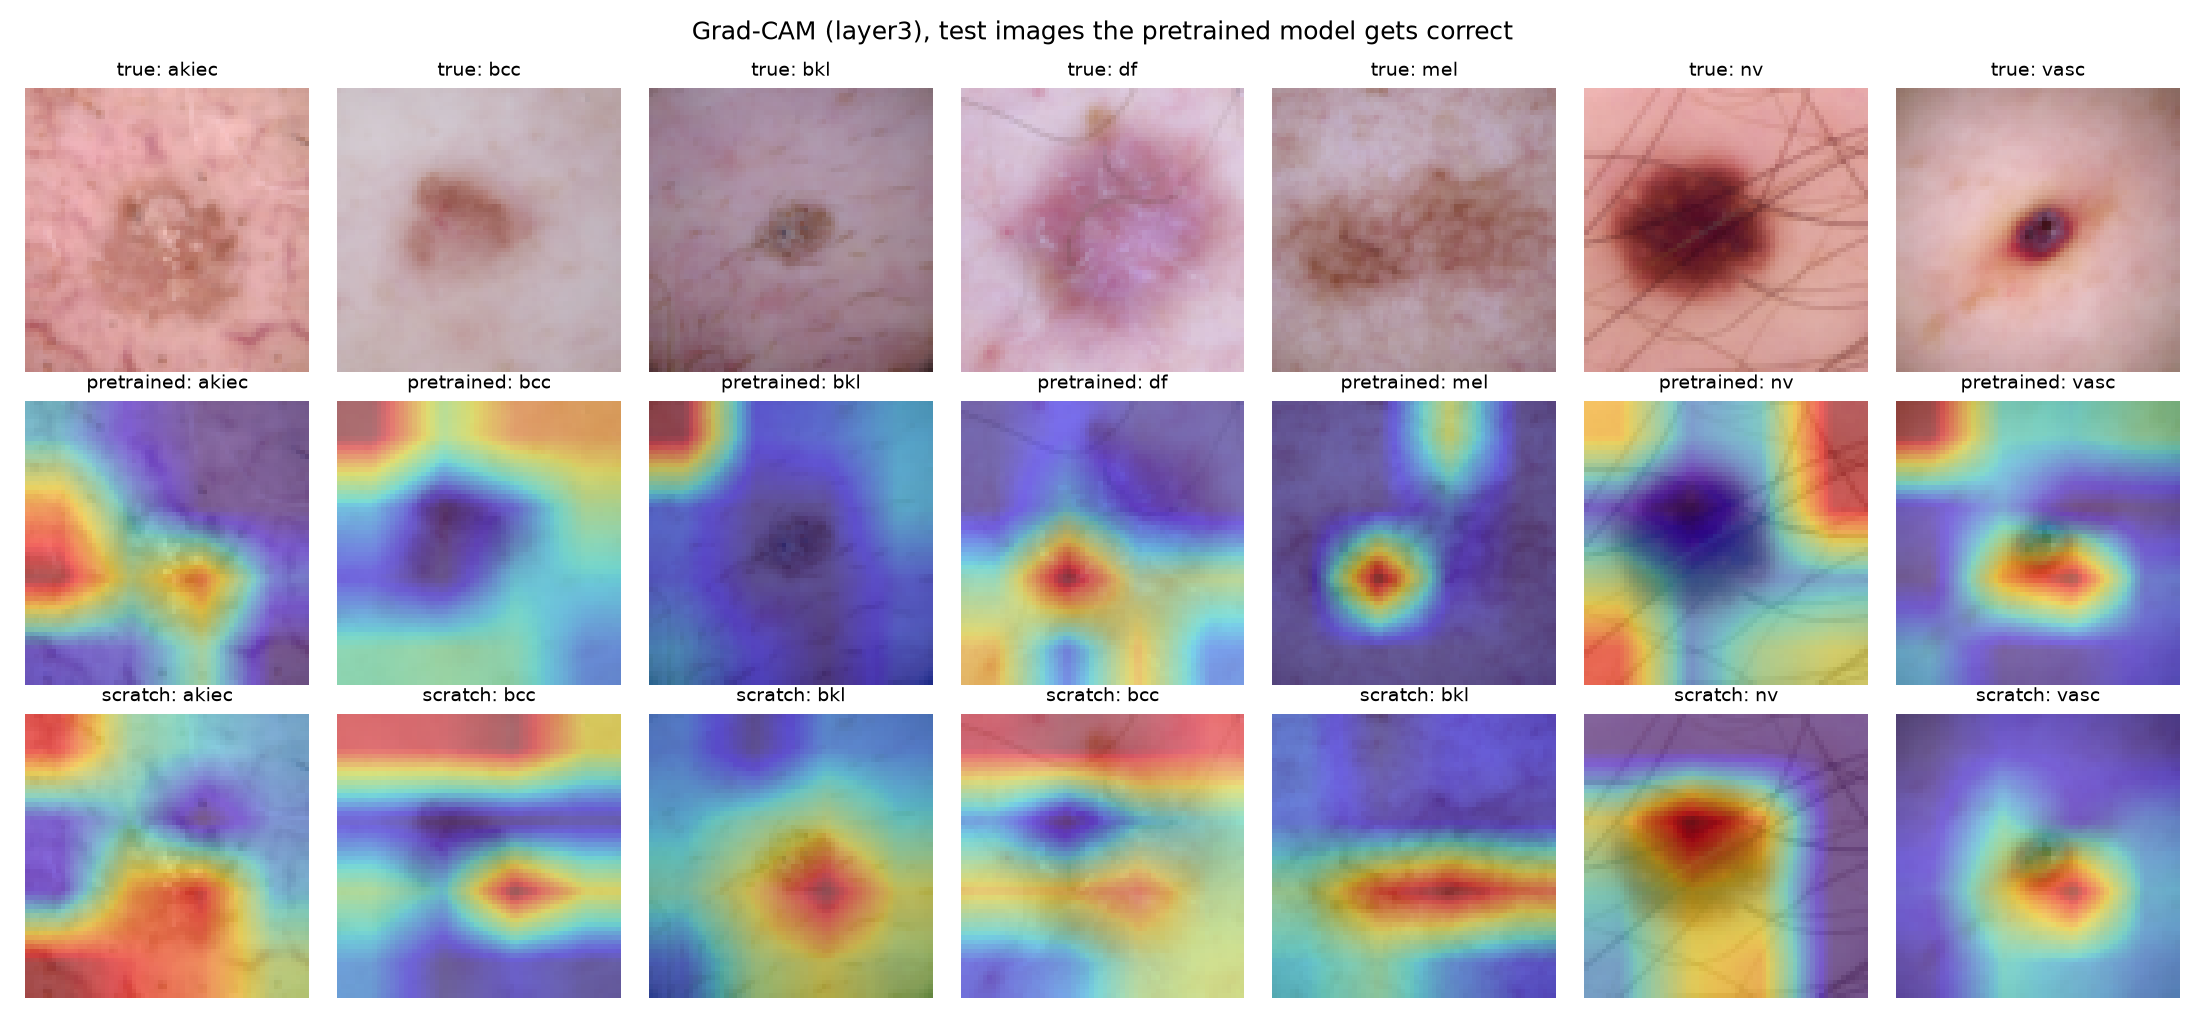 Grad-CAM (layer3), test images the pretrained model gets correct
true: akiec true: bcc true: bkl true: df true: mel true: nv true: vasc
pretrained: akiec pretrained: bcc pretrained: bkl pretrained: df pretrained: mel pretrained: nv pretrained: vasc
scratch: akiec scratch: bcc scratch: bkl scratch: bcc scratch: bkl scratch: nv scratch: vasc